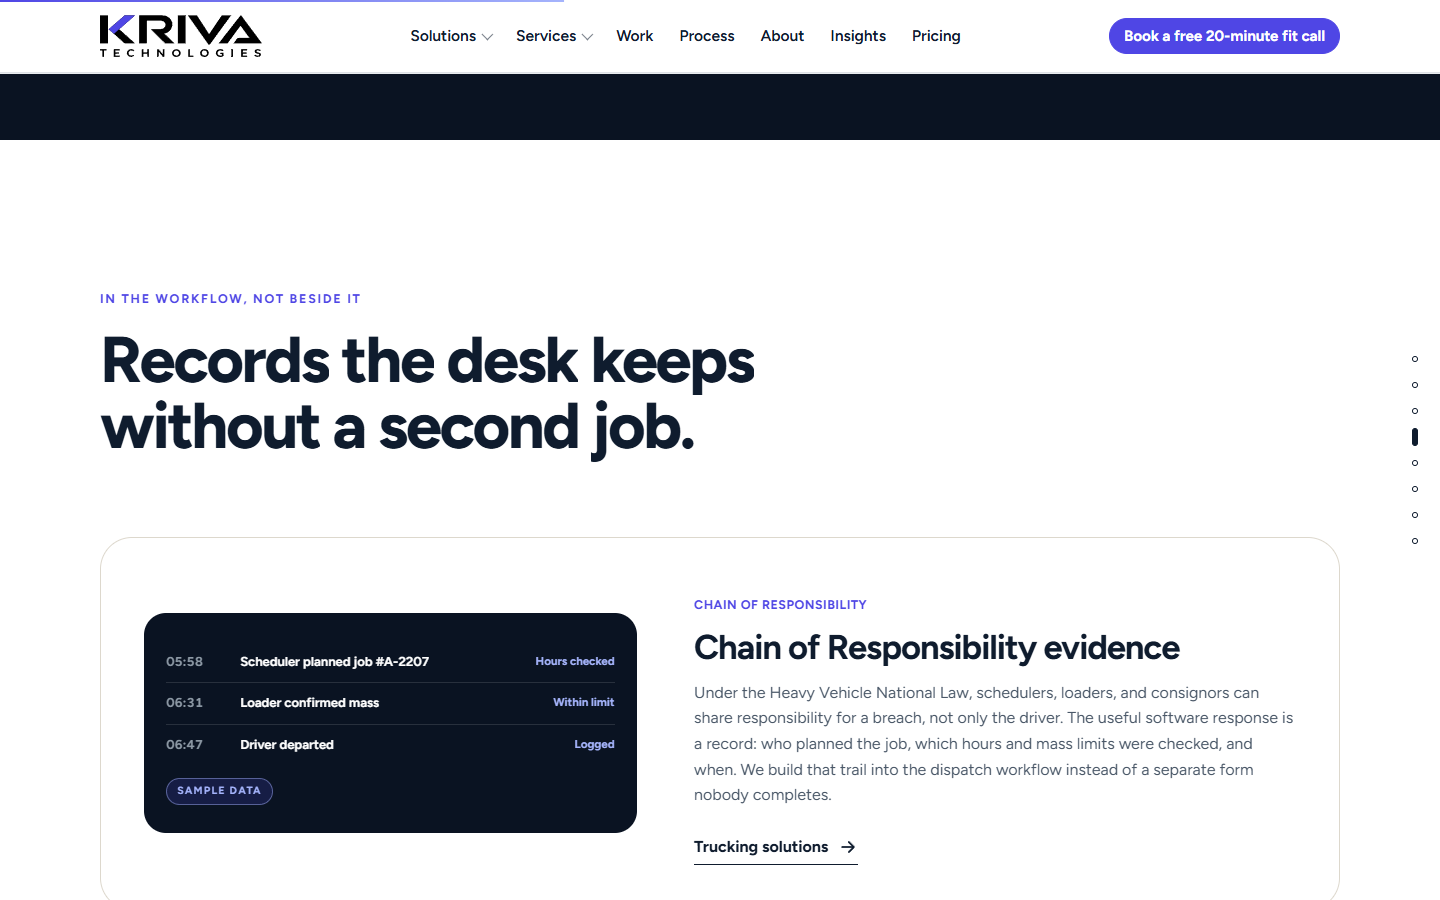 KRIVA
TECHNOLOGIES
Solutions
Services
Work
Process
About
Insights
Pricing
Book a free 20-minute fit call
IN THE WORKFLOW, NOT BESIDE IT
Records the desk keeps
without a second job.
05:58 Scheduler planned job #A-2207 Hours checked
06:31 Loader confirmed mass Within limit
06:47 Driver departed Logged
SAMPLE DATA
CHAIN OF RESPONSIBILITY
Chain of Responsibility evidence
Under the Heavy Vehicle National Law, schedulers, loaders, and consignors can
share responsibility for a breach, not only the driver. The useful software response is
a record: who planned the job, which hours and mass limits were checked, and
when. We build that trail into the dispatch workflow instead of a separate form
nobody completes.
Trucking solutions